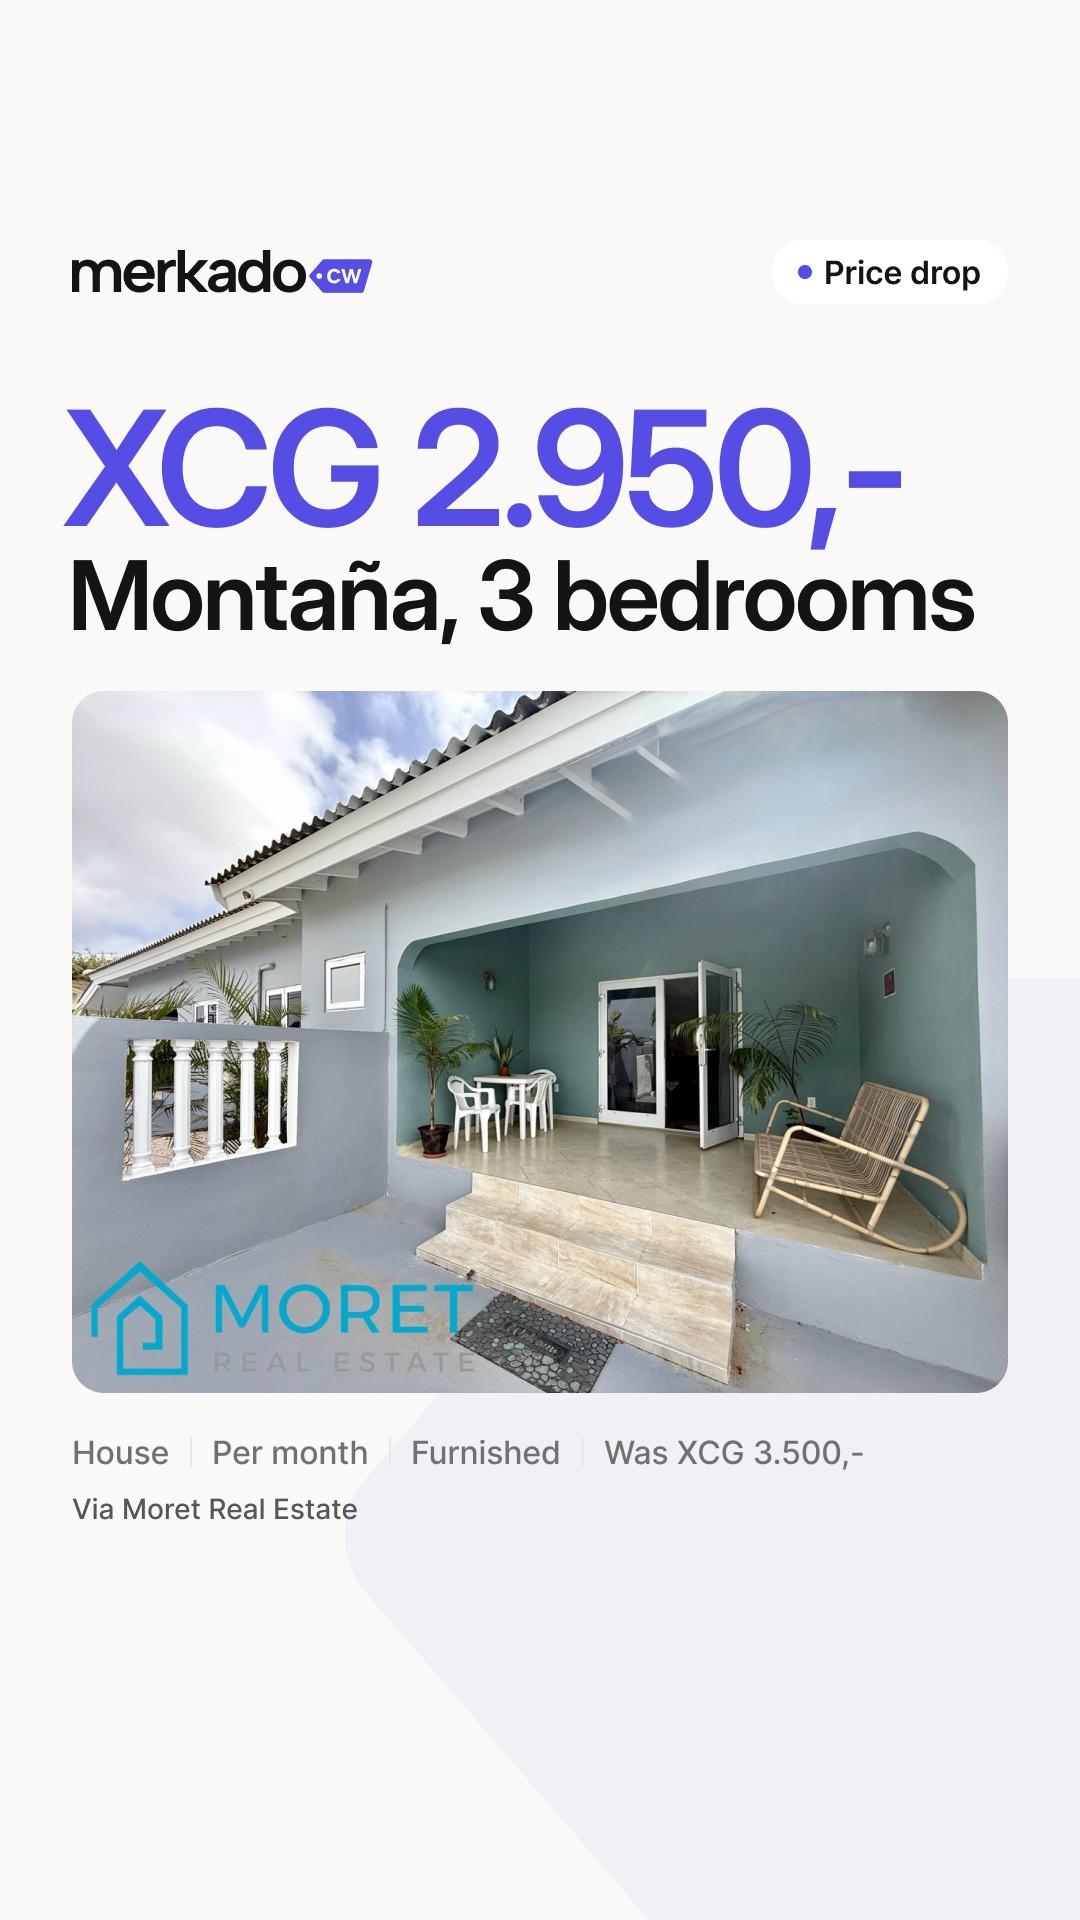 merkado CW
Price drop
XCG 2.950,-
Montaña, 3 bedrooms
MORET
REAL ESTATE
House | Per month | Furnished | Was XCG 3.500,-
Via Moret Real Estate